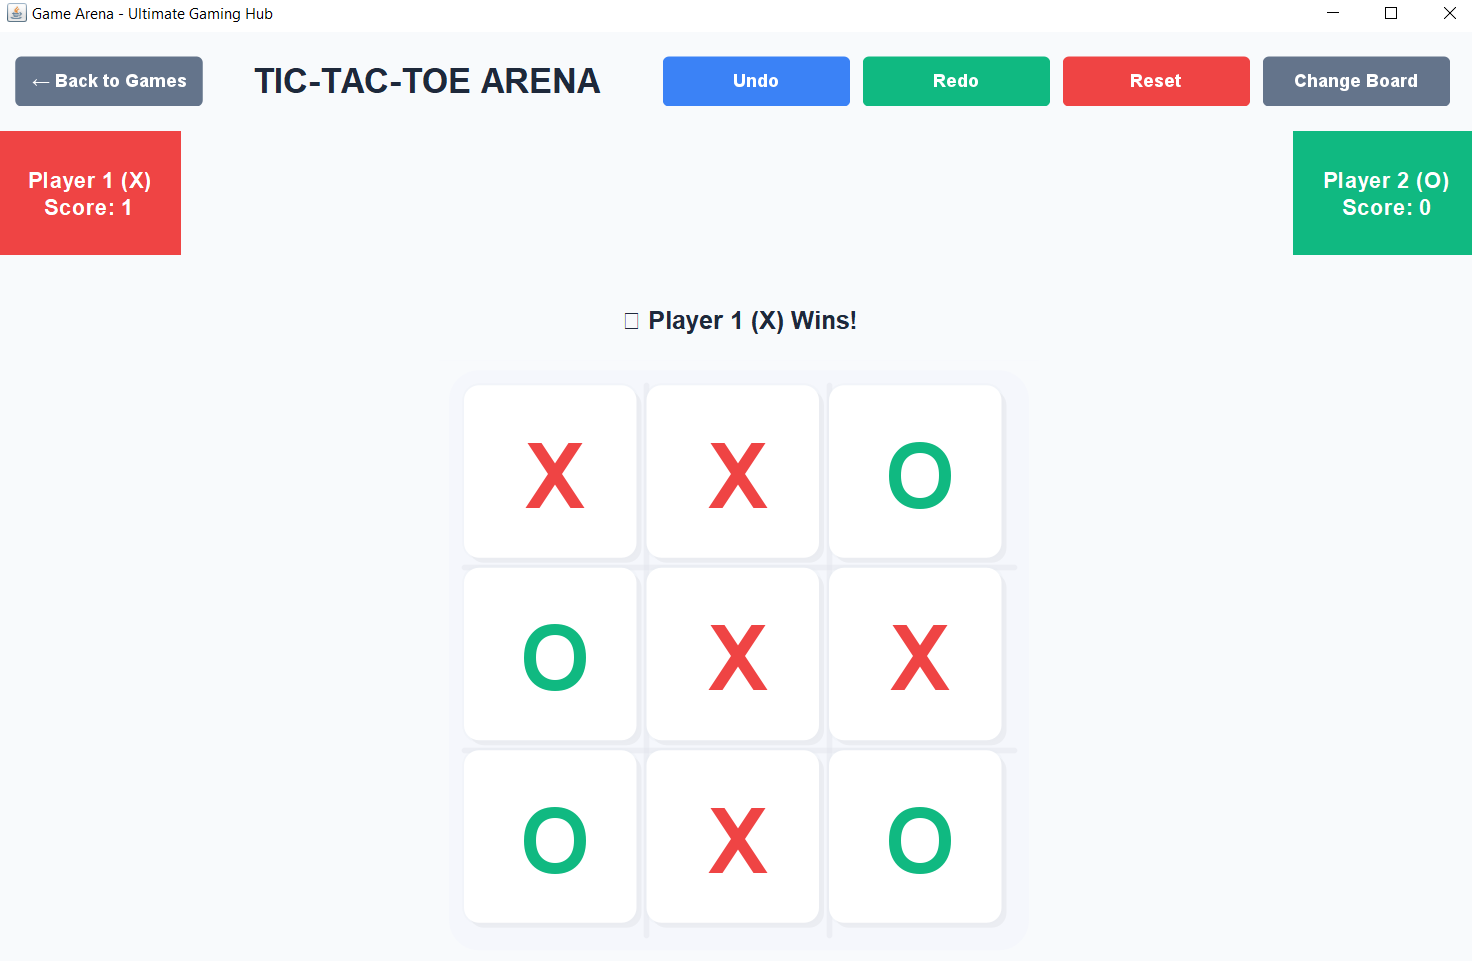 Game Arena - Ultimate Gaming Hub
← Back to Games
TIC-TAC-TOE ARENA
Undo
Redo
Reset
Change Board
Player 1 (X)
Score: 1
Player 2 (O)
Score: 0
Player 1 (X) Wins!
X X O
O X X
O X O